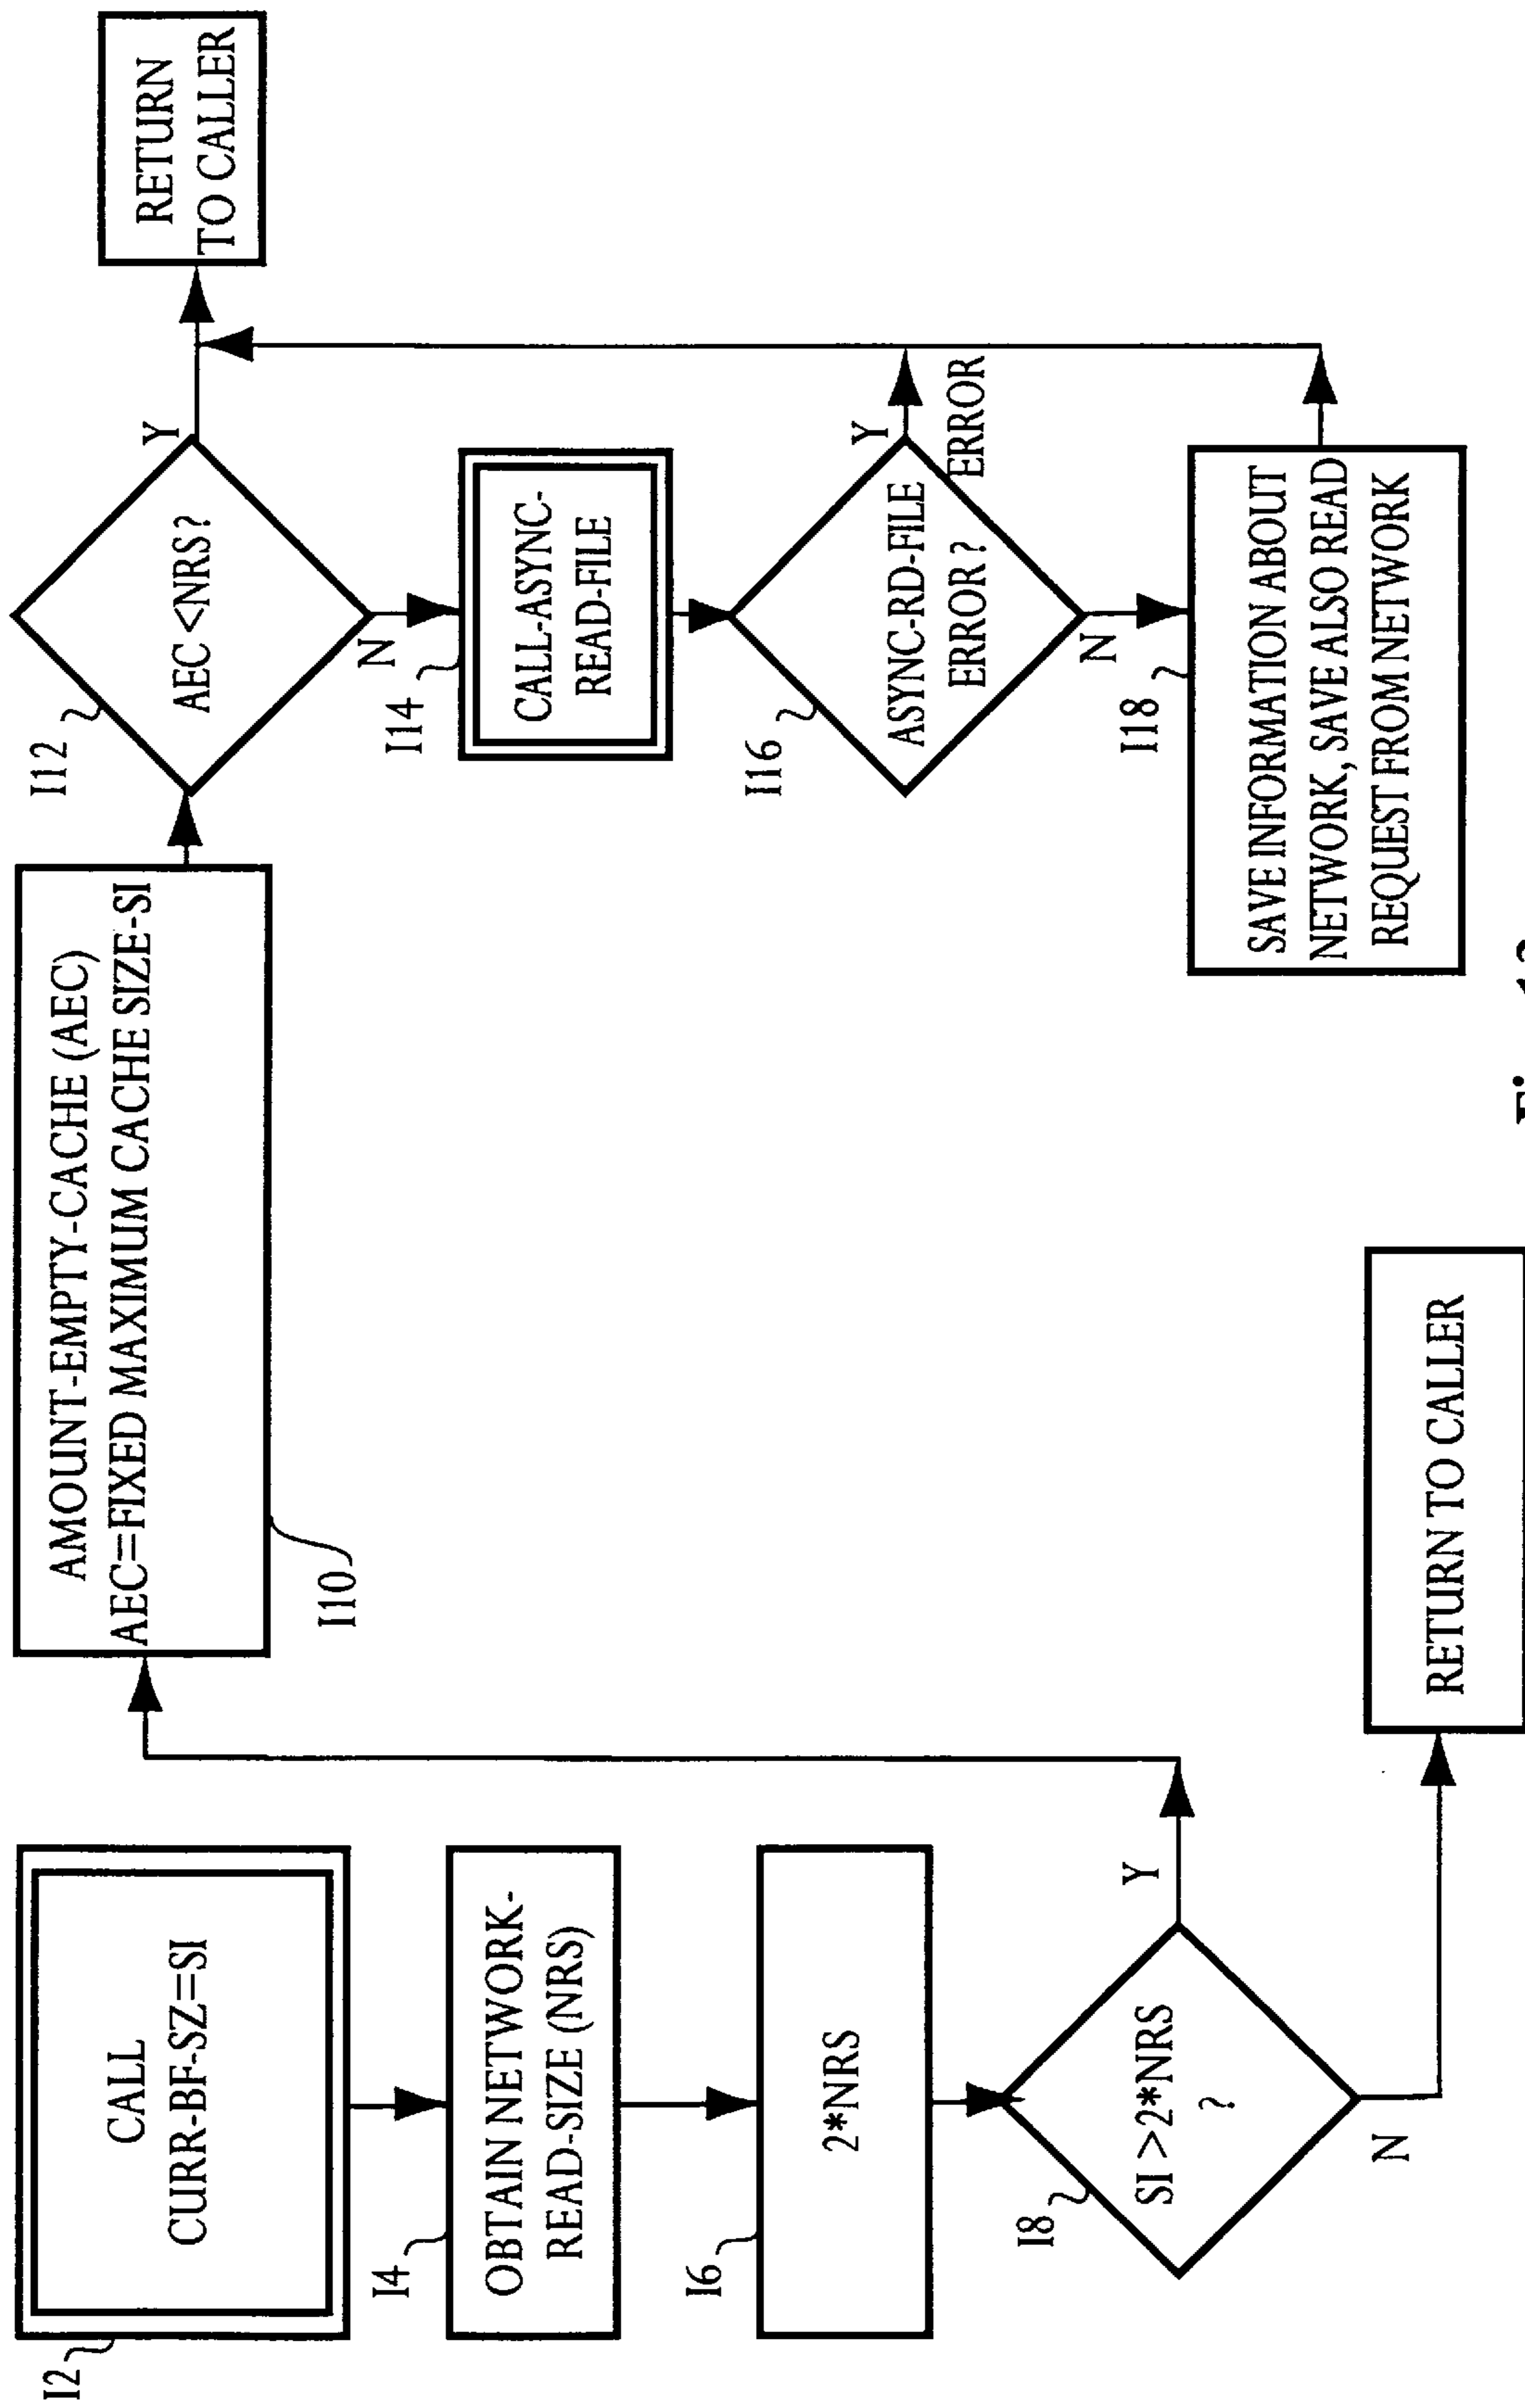 I2
CALL
CURR-BF-SZ=SI
I4
OBTAIN NETWORK-
READ-SIZE (NRS)
I6
2*NRS
I8
SI >2*NRS
?
Y
N
RETURN TO CALLER
AMOUNT-EMPTY-CACHE (AEC)
AEC=FIXED MAXIMUM CACHE SIZE-SI
I10
I12
AEC <NRS?
Y
N
RETURN
TO CALLER
I14
CALL-ASYNC-
READ-FILE
I16
ASYNC-RD-FILE
ERROR ?
Y
ERROR
N
I18
SAVE INFORMATION ABOUT
NETWORK, SAVE ALSO READ
REQUEST FROM NETWORK